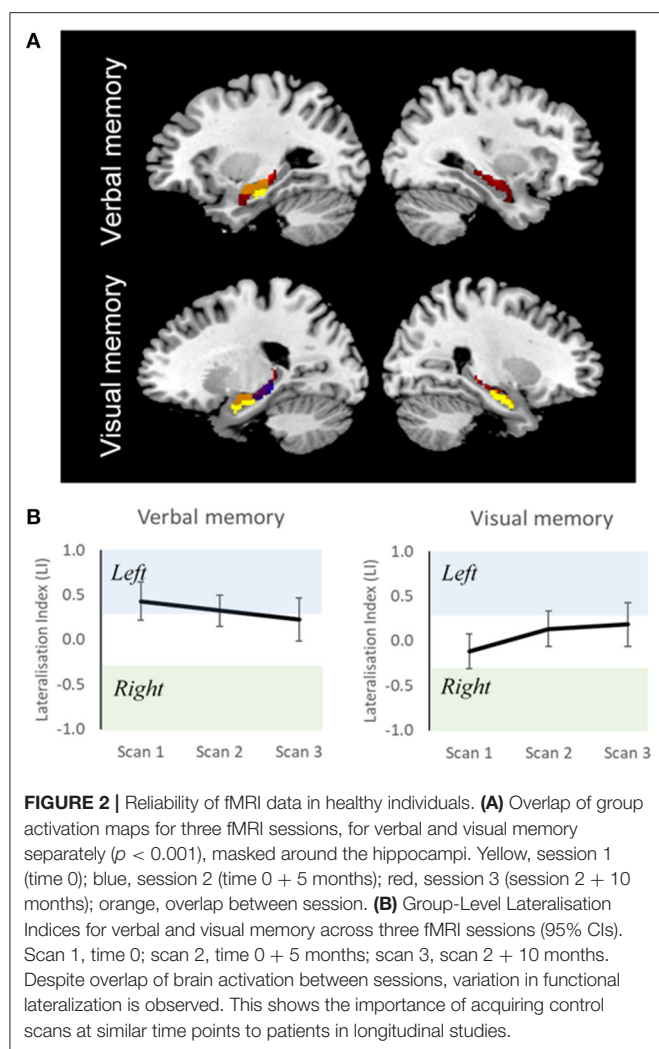 A
Verbal memory
Visual memory
B
Verbal memory
Lateralisation Index (LI)
1.0
0.5
0.0
-0.5
-1.0
Left
Right
Scan 1 Scan 2 Scan 3
Visual memory
Lateralisation Index (LI)
1.0
0.5
0.0
-0.5
-1.0
Left
Right
Scan 1 Scan 2 Scan 3
FIGURE 2 | Reliability of fMRI data in healthy individuals. (A) Overlap of group
activation maps for three fMRI sessions, for verbal and visual memory
separately (p < 0.001), masked around the hippocampi. Yellow, session 1
(time 0); blue, session 2 (time 0 + 5 months); red, session 3 (session 2 + 10
months); orange, overlap between session. (B) Group-Level Lateralisation
Indices for verbal and visual memory across three fMRI sessions (95% CIs).
Scan 1, time 0; scan 2, time 0 + 5 months; scan 3, scan 2 + 10 months.
Despite overlap of brain activation between sessions, variation in functional
lateralization is observed. This shows the importance of acquiring control
scans at similar time points to patients in longitudinal studies.